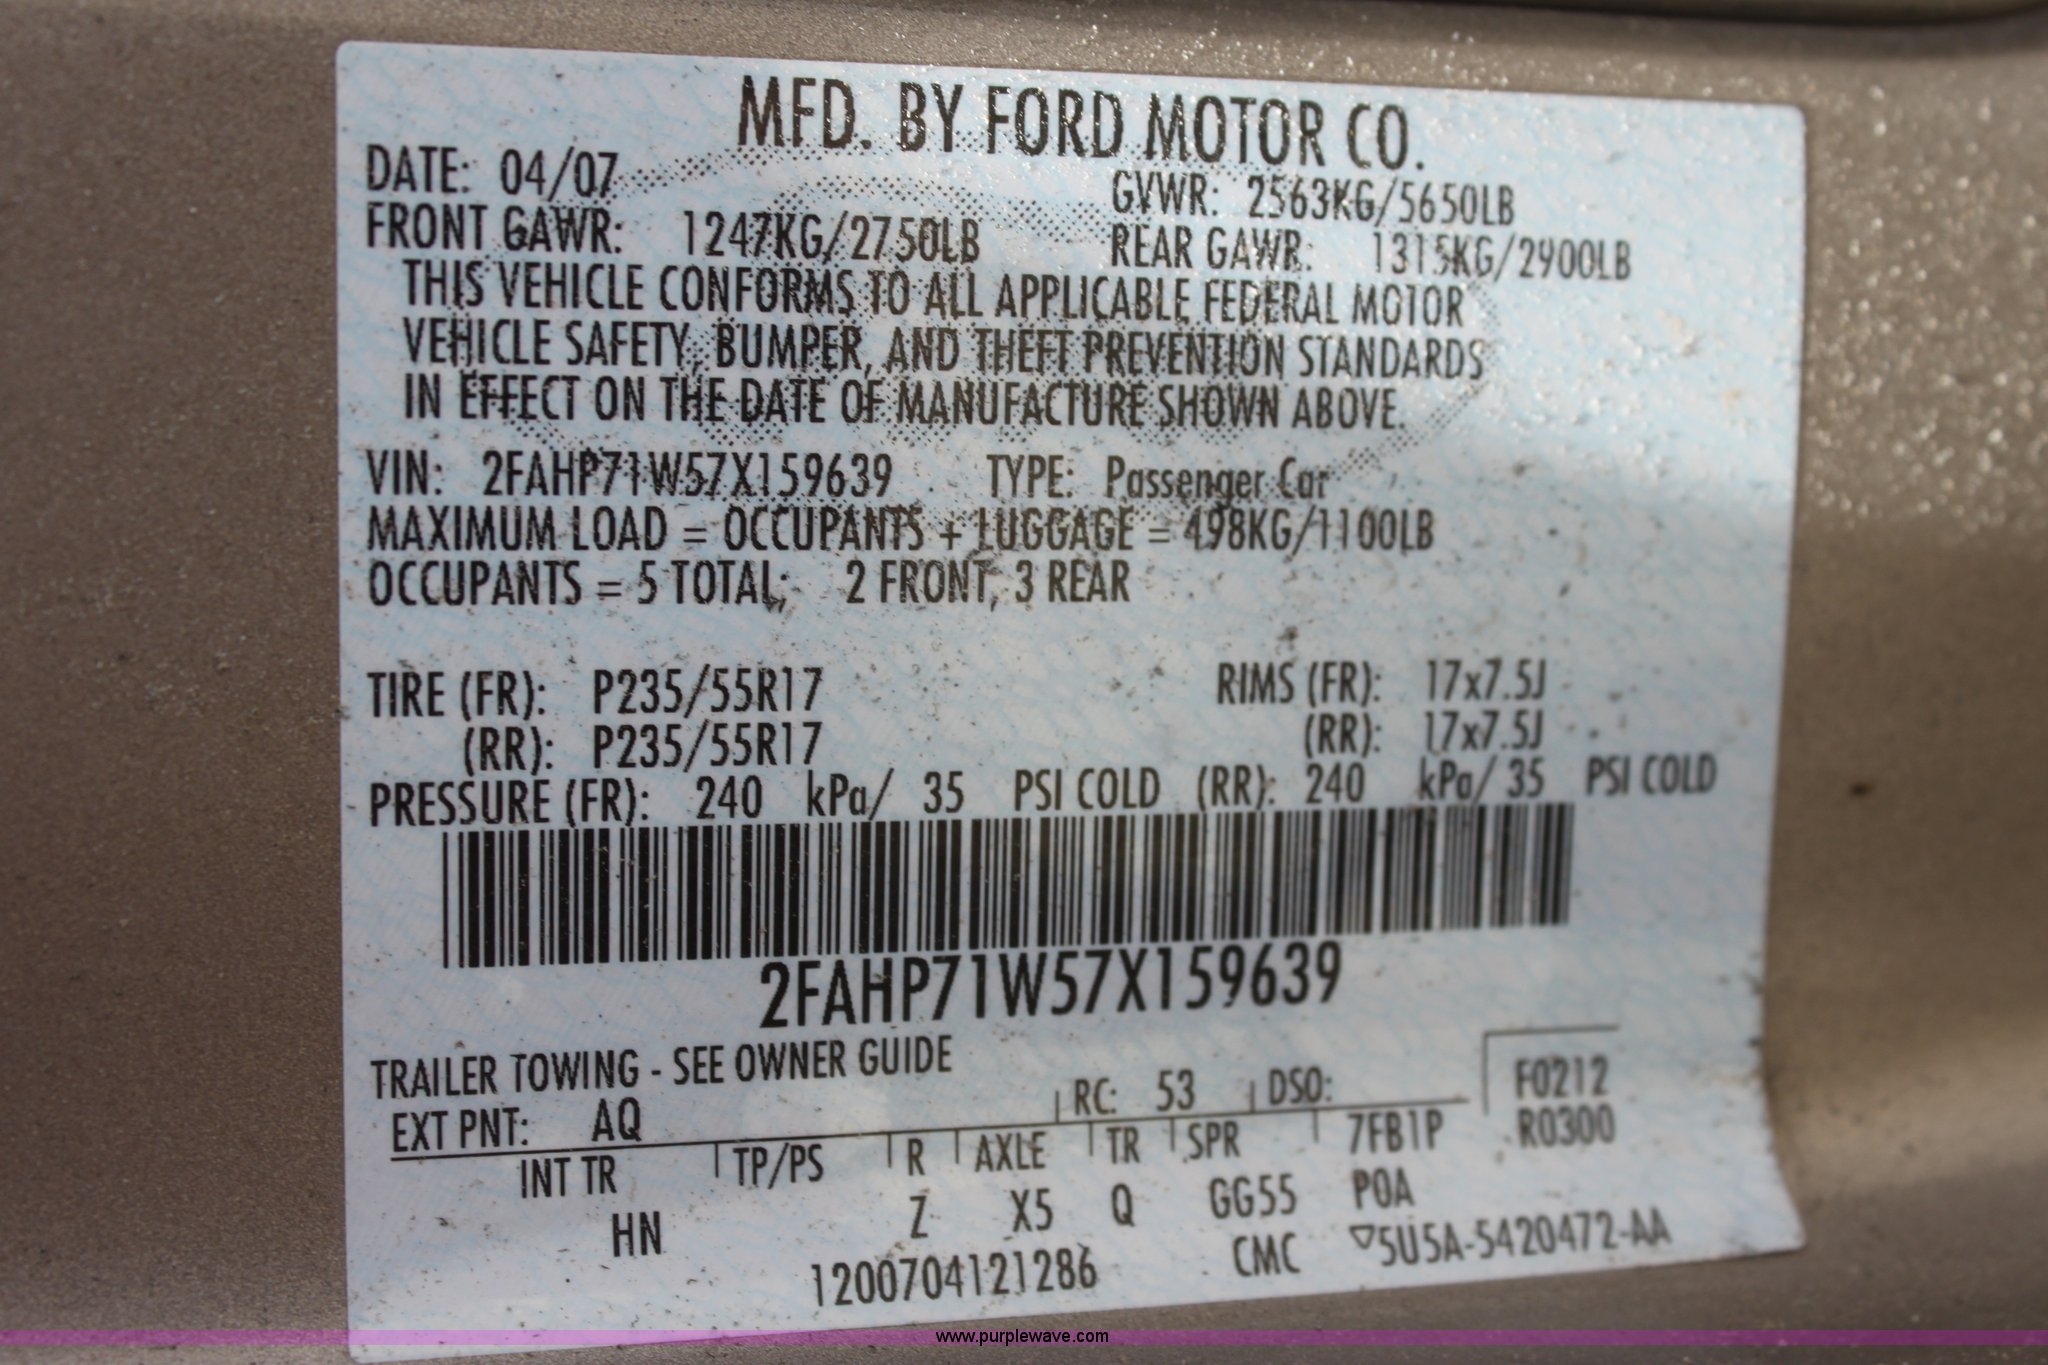 MFD. BY FORD MOTOR CO.
DATE: 04/07 GVWR: 2563KG/5650LB
FRONT GAWR: 1247KG/2750LB REAR GAWR: 1315KG/2900LB
THIS VEHICLE CONFORMS TO ALL APPLICABLE FEDERAL MOTOR
VEHICLE SAFETY, BUMPER, AND THEFT PREVENTION STANDARDS
IN EFFECT ON THE DATE OF MANUFACTURE SHOWN ABOVE.
VIN: 2FAHP71W57X159639 TYPE: Passenger Car
MAXIMUM LOAD = OCCUPANTS + LUGGAGE = 498KG/1100LB
OCCUPANTS = 5 TOTAL; 2 FRONT, 3 REAR
TIRE (FR): P235/55R17 RIMS (FR): 17x7.5J
(RR): P235/55R17 (RR): 17x7.5J
PRESSURE (FR): 240 kPa/ 35 PSI COLD (RR): 240 kPa/ 35 PSI COLD
2FAHP71W57X159639
TRAILER TOWING - SEE OWNER GUIDE
EXT PNT: AQ RC: 53 DSO: F0212
INT TR TP/PS R AXLE TR SPR 7FB1P R0300
HN Z X5 Q GG55 POA
1200704121286 CMC ▽5U5A-5420472-AA
www.purplewave.com